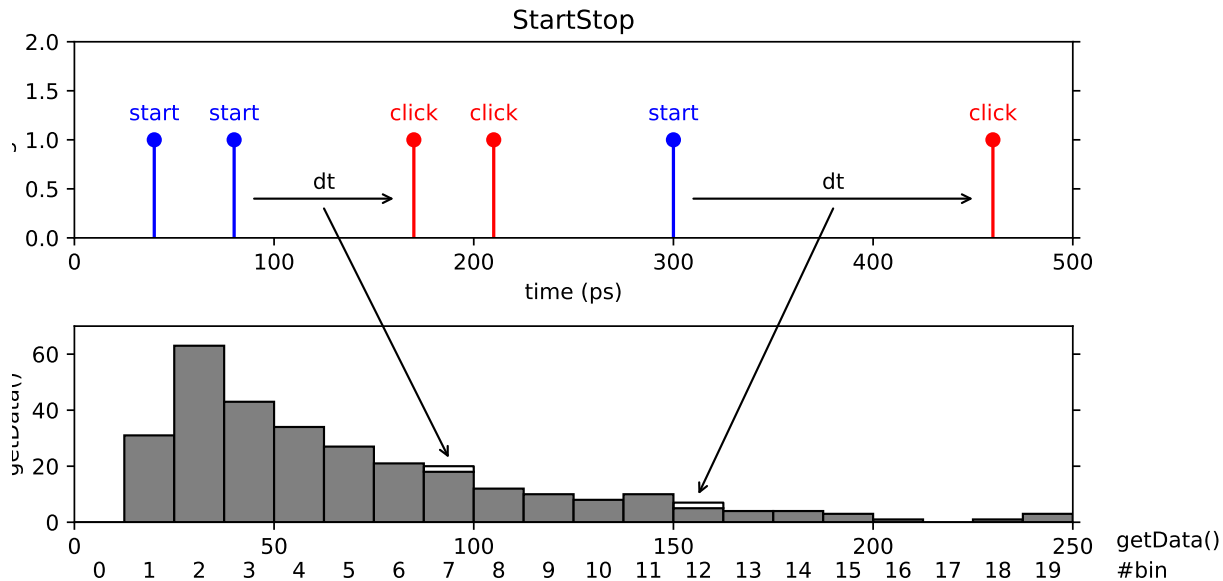 StartStop
2.0
1.5
1.0
0.5
0.0
start start click click start click
dt dt
0 100 200 300 400 500
time (ps)
60
40
20
0
getData()
0 50 100 150 200 250
getData()
0 1 2 3 4 5 6 7 8 9 10 11 12 13 14 15 16 17 18 19
#bin